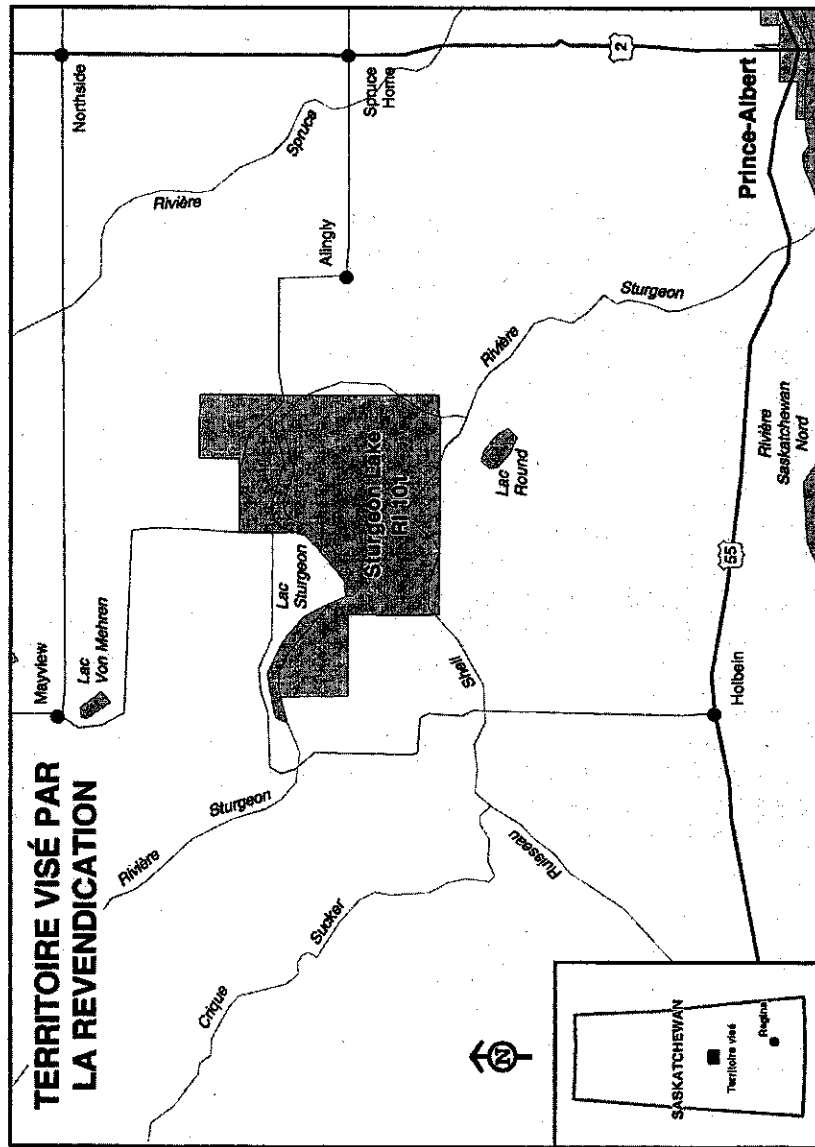 TERRITOIRE VISÉ PAR
LA REVENDICATION
Mayview
Lac
Von Mehren
Northside
Rivière
Spruce
Spruce
Home
Alingly
Rivière
Sturgeon
Lac
Sturgeon
Sturgeon Lake
RI 101
Crique
Sucker
Shell
Ruisseau
Lac
Round
Rivière
Sturgeon
2
Prince-Albert
Holbein
55
Rivière
Saskatchewan
Nord
N
SASKATCHEWAN
Territoire visé
Regina